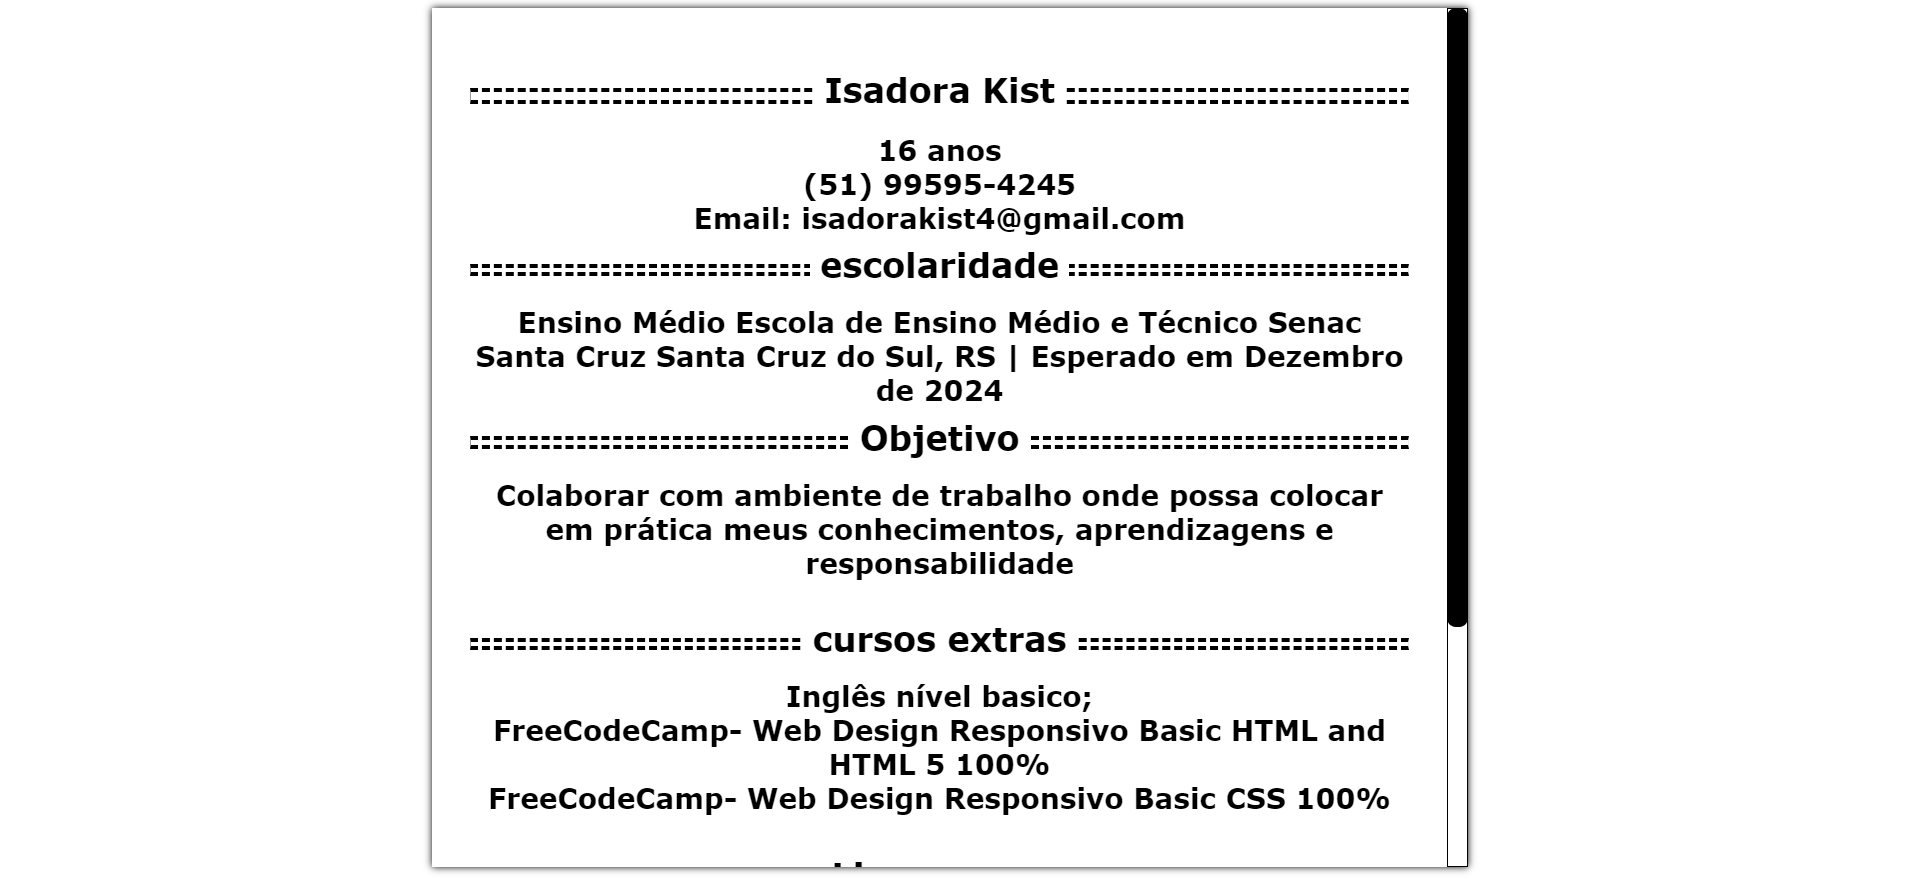 Isadora Kist
16 anos
(51) 99595-4245
Email: isadorakist4@gmail.com
escolaridade
Ensino Médio Escola de Ensino Médio e Técnico Senac
Santa Cruz Santa Cruz do Sul, RS | Esperado em Dezembro
de 2024
Objetivo
Colaborar com ambiente de trabalho onde possa colocar
em prática meus conhecimentos, aprendizagens e
responsabilidade
cursos extras
Inglês nível basico;
FreeCodeCamp- Web Design Responsivo Basic HTML and
HTML 5 100%
FreeCodeCamp- Web Design Responsivo Basic CSS 100%